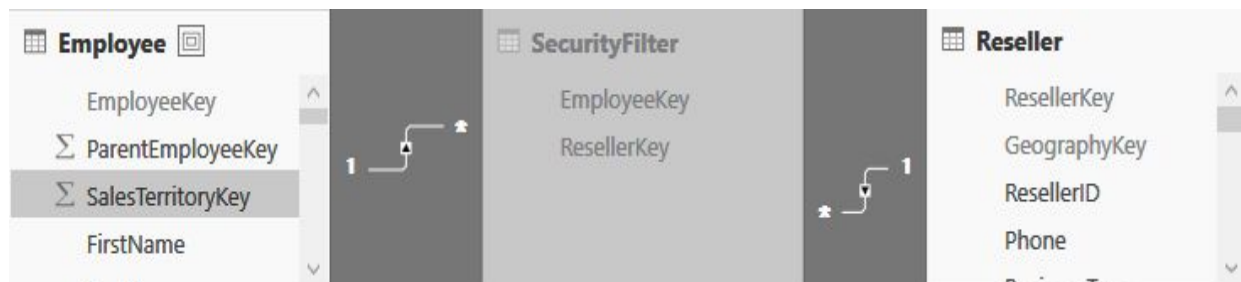 Employee
EmployeeKey
Σ ParentEmployeeKey
Σ SalesTerritoryKey
FirstName
1
*
SecurityFilter
EmployeeKey
ResellerKey
*
1
Reseller
ResellerKey
GeographyKey
ResellerID
Phone